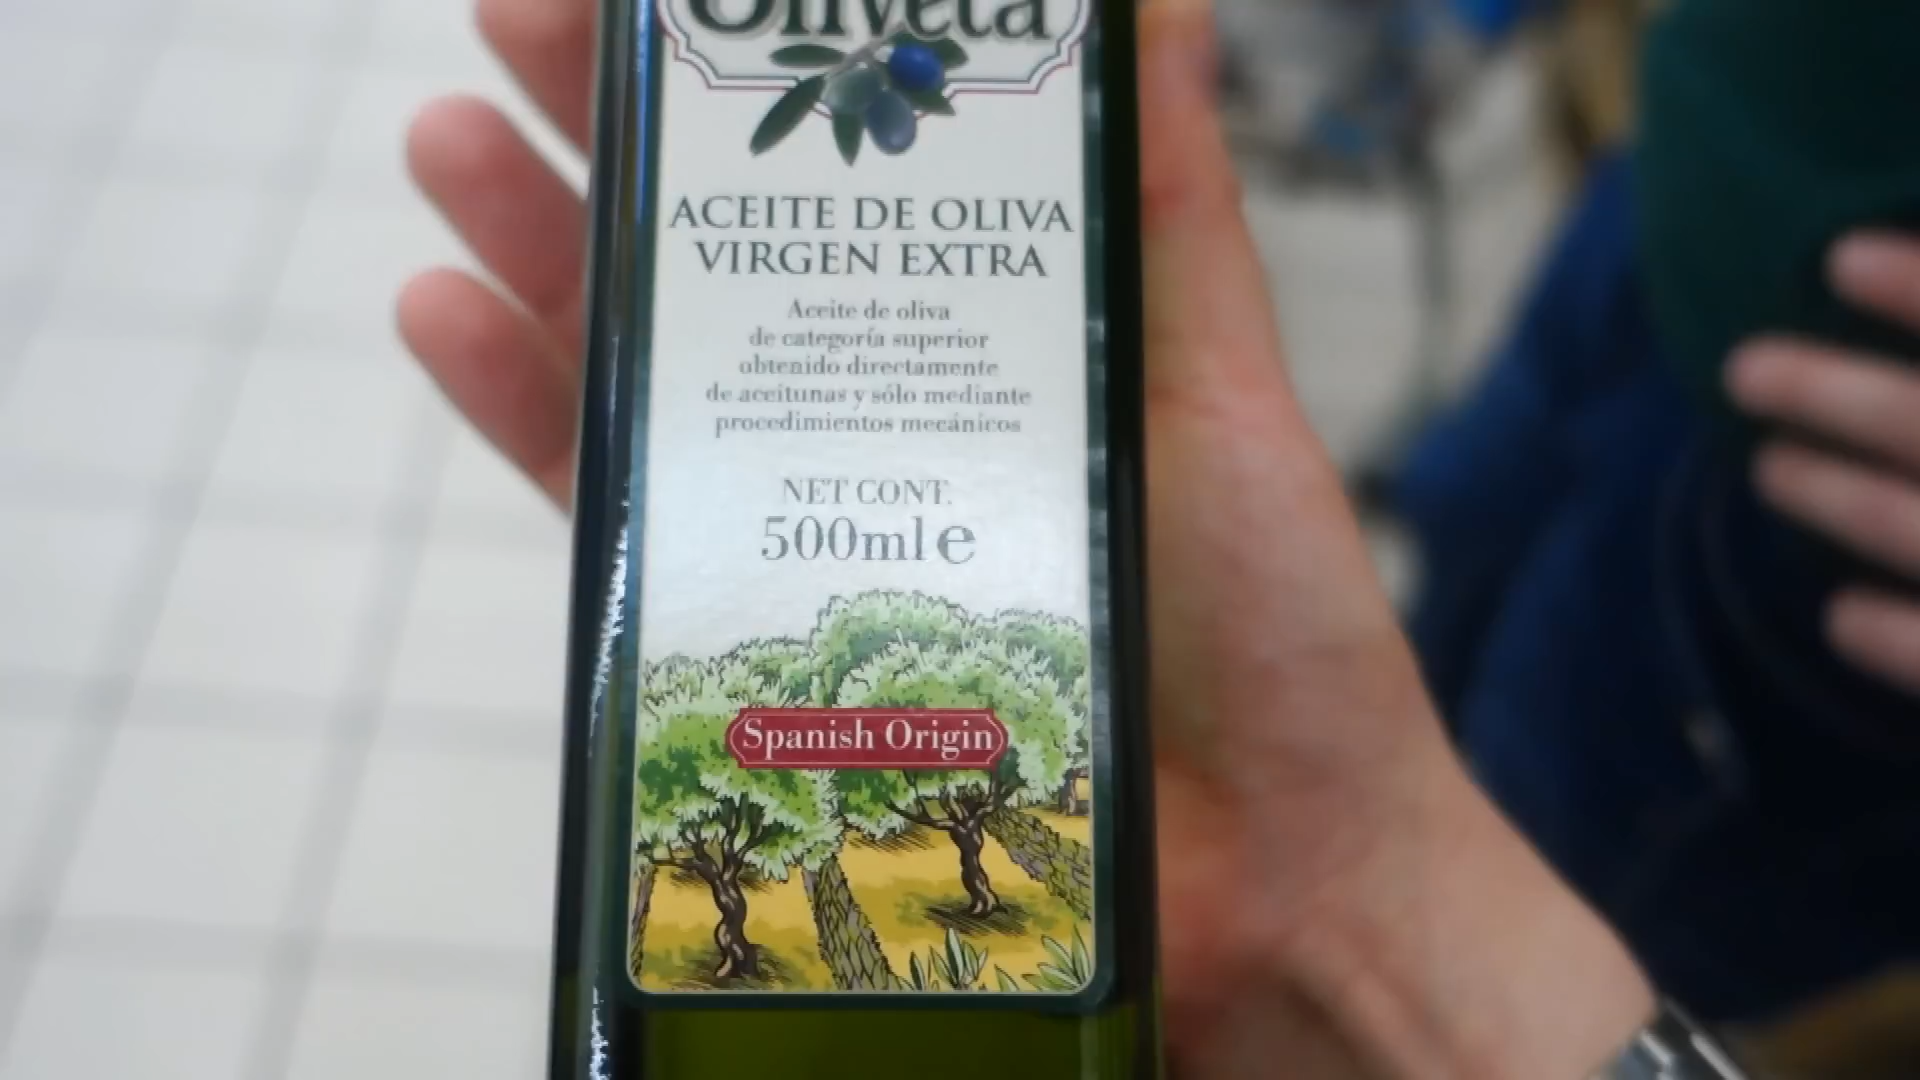 Oliveta
ACEITE DE OLIVA
VIRGEN EXTRA
Aceite de oliva
de categoría superior
obtenido directamente
de aceitunas y sólo mediante
procedimientos mecánicos
NET CONT.
500ml e
Spanish Origin